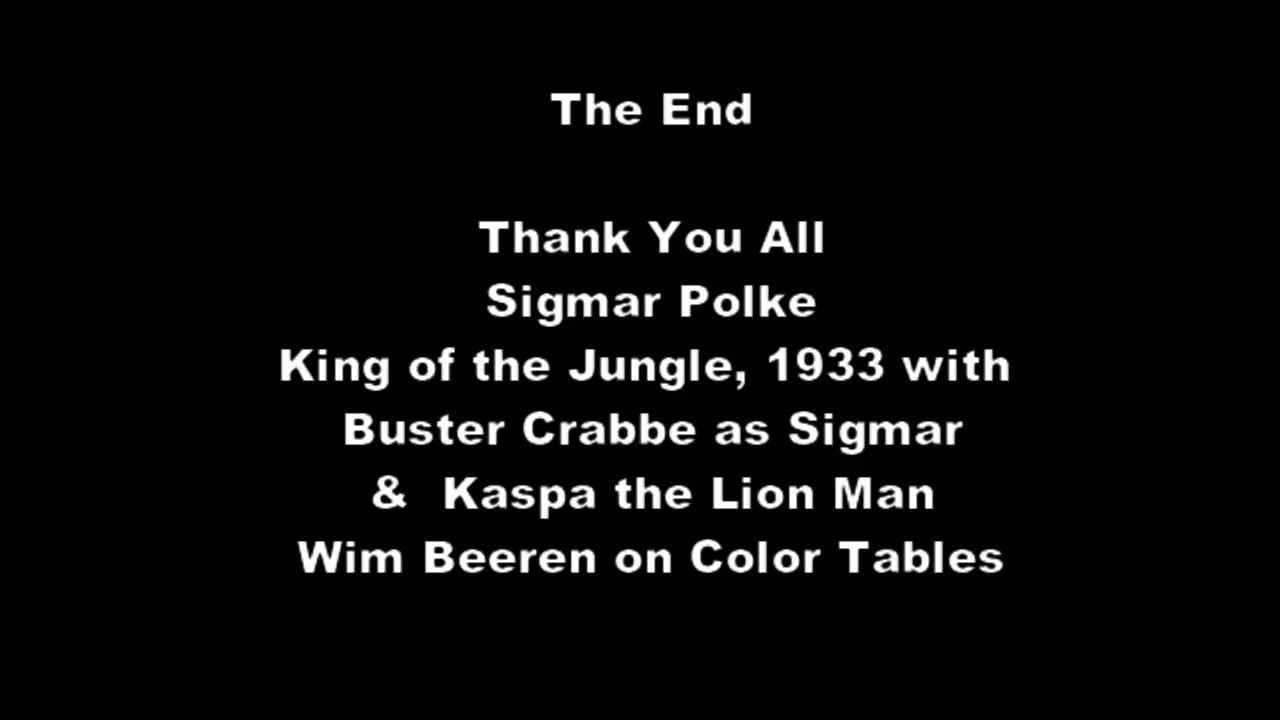 The End
Thank You All
Sigmar Polke
King of the Jungle, 1933 with
Buster Crabbe as Sigmar
& Kaspa the Lion Man
Wim Beeren on Color Tables